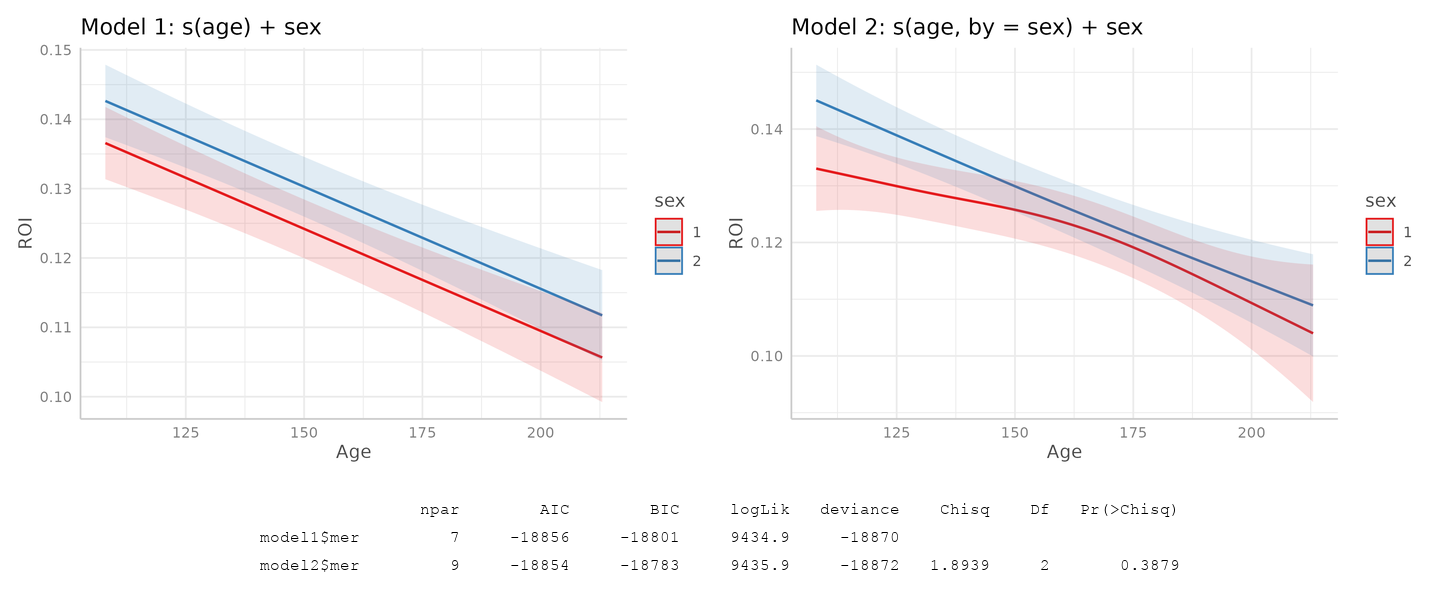 Model 1: s(age) + sex
0.15
0.14
0.13
0.12
0.11
0.10
ROI
125 150 175 200
Age
sex
1
2
Model 2: s(age, by = sex) + sex
0.14
0.12
0.10
ROI
125 150 175 200
Age
sex
1
2
npar AIC BIC logLik deviance Chisq Df Pr(>Chisq)
model1$mer 7 -18856 -18801 9434.9 -18870
model2$mer 9 -18854 -18783 9435.9 -18872 1.8939 2 0.3879